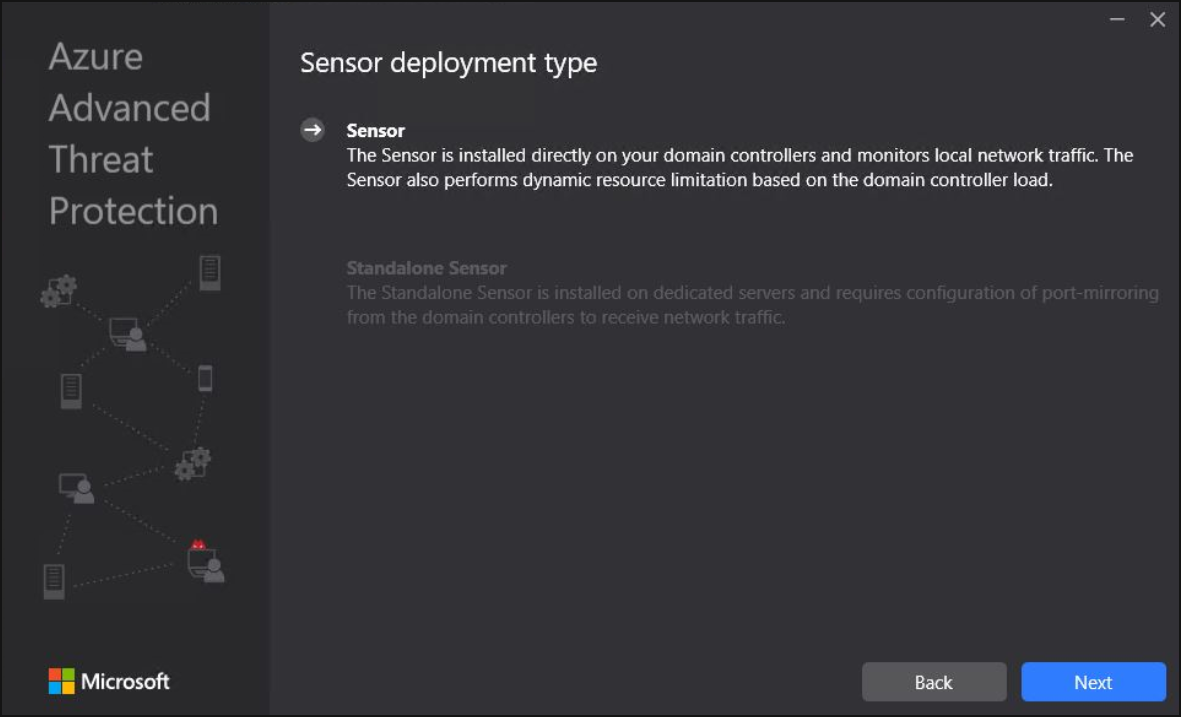 Azure
Advanced
Threat
Protection
Sensor deployment type
Sensor
The Sensor is installed directly on your domain controllers and monitors local network traffic. The
Sensor also performs dynamic resource limitation based on the domain controller load.
Standalone Sensor
The Standalone Sensor is installed on dedicated servers and requires configuration of port-mirroring
from the domain controllers to receive network traffic.
Microsoft
Back
Next